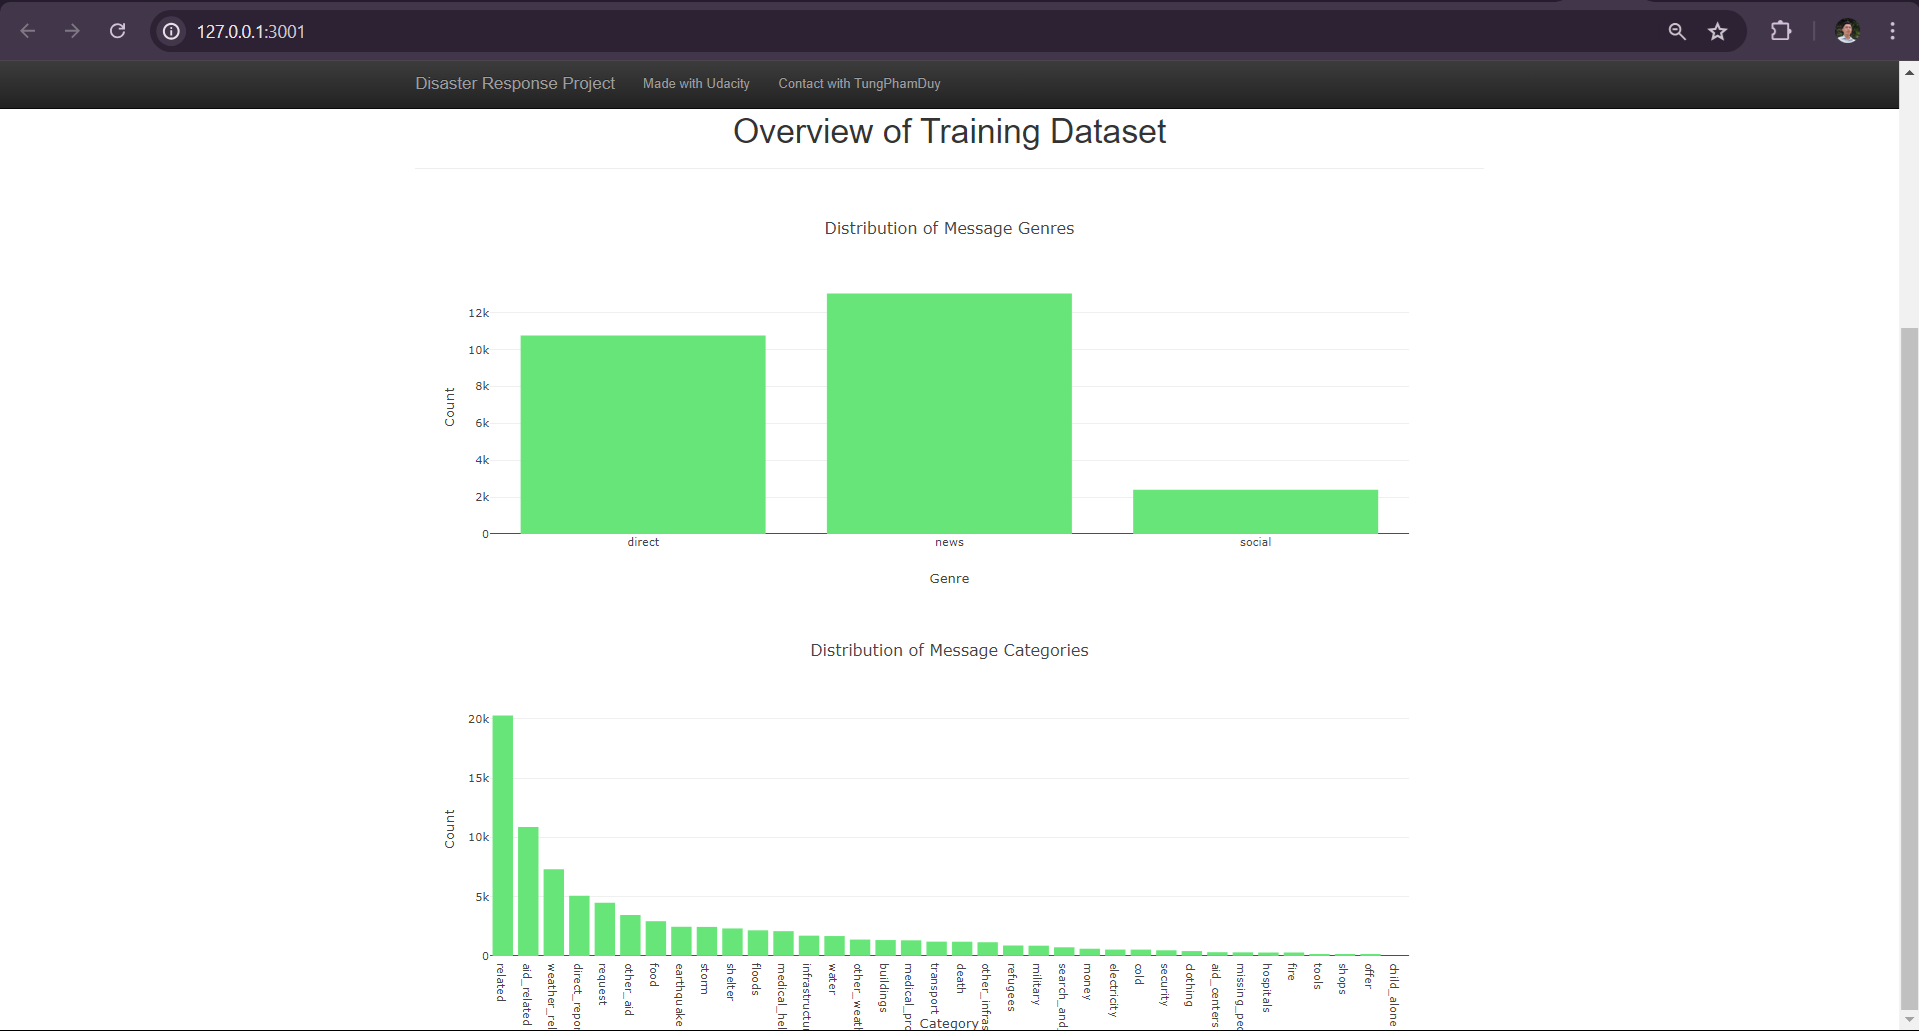 127.0.0.1:3001
Disaster Response Project Made with Udacity Contact with TungPhamDuy
Overview of Training Dataset
Distribution of Message Genres
12k
10k
8k
6k
4k
2k
0
Count
direct news social
Genre
Distribution of Message Categories
20k
15k
10k
5k
0
Count
related
aid_related
weather_rel
direct_repor
request
other_aid
food
earthquake
storm
shelter
floods
medical_hel
infrastructu
water
other_weath
buildings
medical_pro
transport
death
other_infras
refugees
military
search_and_
money
electricity
cold
security
clothing
aid_centers
missing_peo
hospitals
fire
tools
shops
offer
child_alone
Category